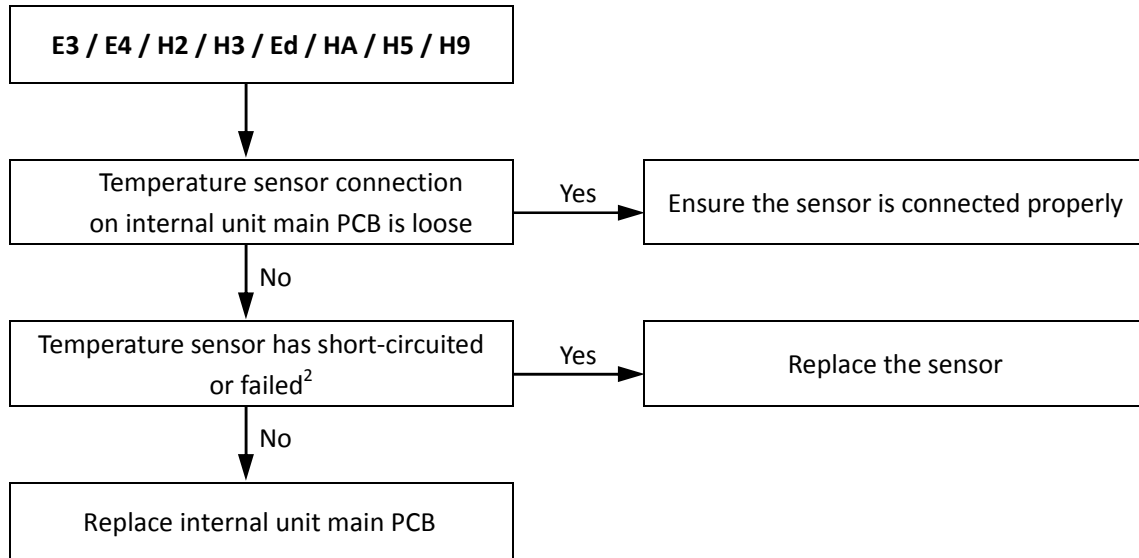 E3 / E4 / H2 / H3 / Ed / HA / H5 / H9
Temperature sensor connection
on internal unit main PCB is loose
Yes
Ensure the sensor is connected properly
No
Temperature sensor has short-circuited
or failed²
Yes
Replace the sensor
No
Replace internal unit main PCB